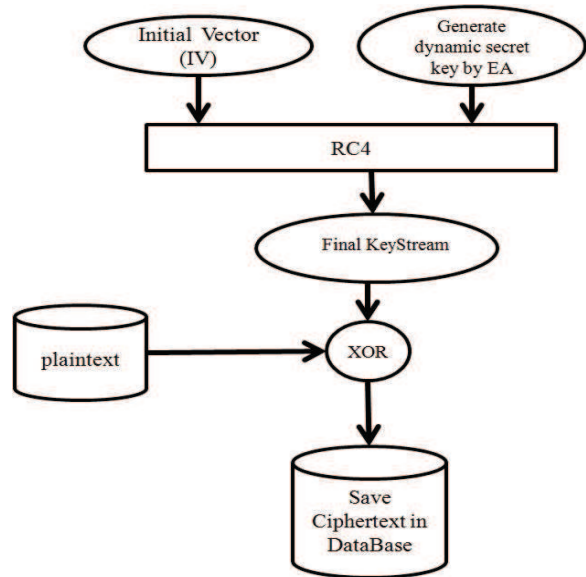 Initial Vector
(IV)
Generate
dynamic secret
key by EA
RC4
Final KeyStream
plaintext
XOR
Save
Ciphertext in
DataBase